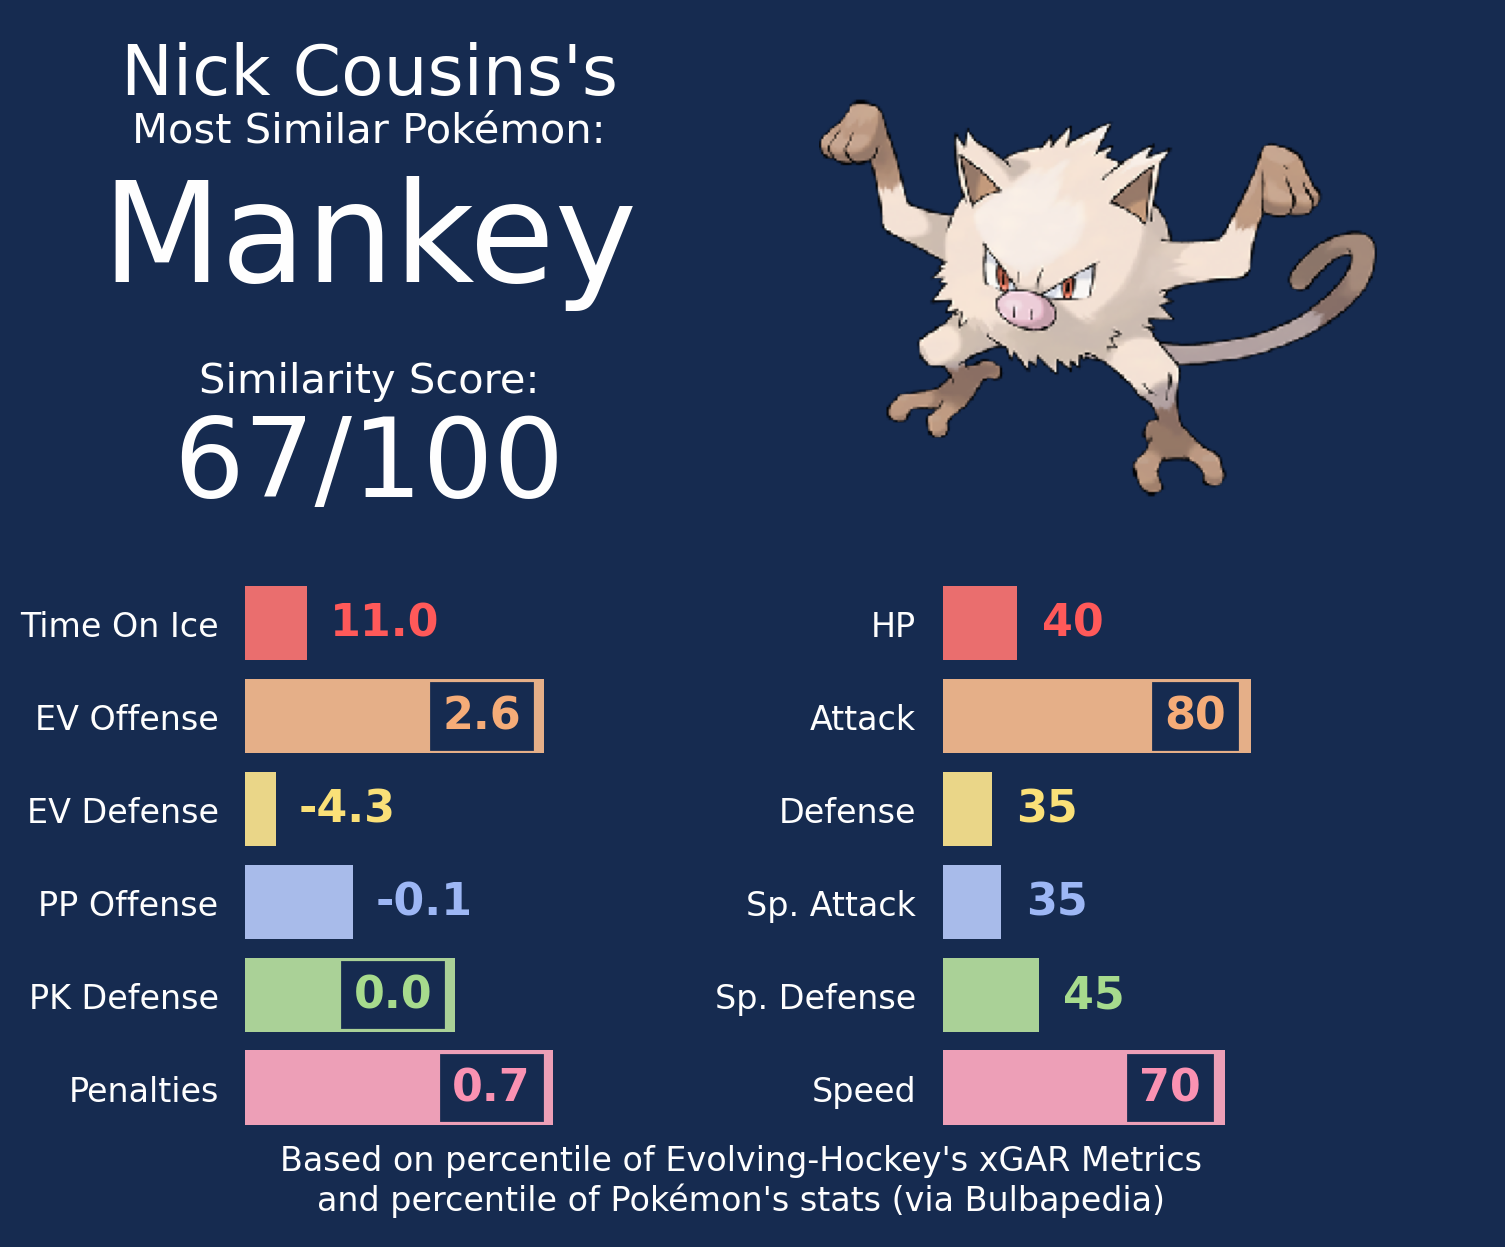 Nick Cousins's
Most Similar Pokémon:
Mankey
Similarity Score:
67/100
Time On Ice 11.0
EV Offense 2.6
EV Defense -4.3
PP Offense -0.1
PK Defense 0.0
Penalties 0.7
HP 40
Attack 80
Defense 35
Sp. Attack 35
Sp. Defense 45
Speed 70
Based on percentile of Evolving-Hockey's xGAR Metrics
and percentile of Pokémon's stats (via Bulbapedia)